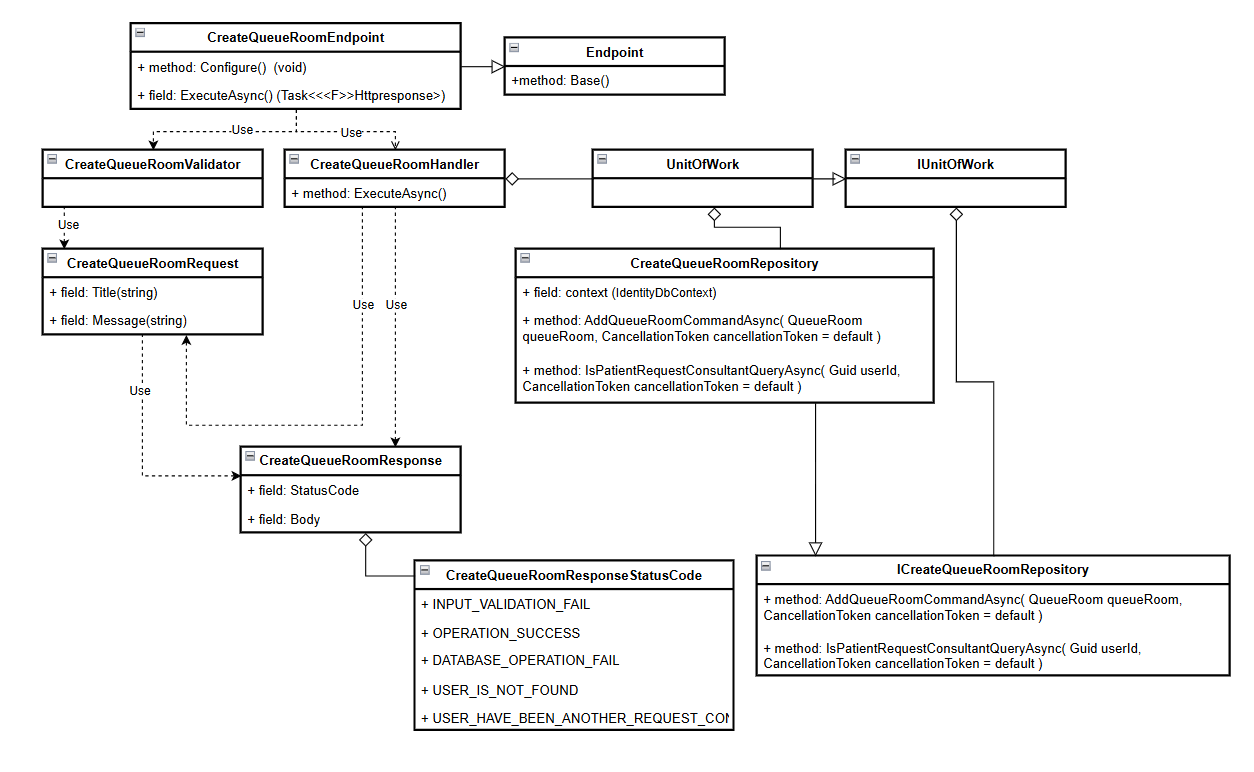 CreateQueueRoomEndpoint
+ method: Configure() (void)
+ field: ExecuteAsync() (Task<<<F>>Httpresponse>)
Endpoint
+method: Base()
Use
Use
CreateQueueRoomValidator
CreateQueueRoomHandler
+ method: ExecuteAsync()
UnitOfWork
IUnitOfWork
Use
CreateQueueRoomRequest
+ field: Title(string)
+ field: Message(string)
Use
Use
CreateQueueRoomRepository
+ field: context (IdentityDbContext)
+ method: AddQueueRoomCommandAsync( QueueRoom
queueRoom, CancellationToken cancellationToken = default )
+ method: IsPatientRequestConsultantQueryAsync( Guid userId,
CancellationToken cancellationToken = default )
Use
CreateQueueRoomResponse
+ field: StatusCode
+ field: Body
CreateQueueRoomResponseStatusCode
+ INPUT_VALIDATION_FAIL
+ OPERATION_SUCCESS
+ DATABASE_OPERATION_FAIL
+ USER_IS_NOT_FOUND
+ USER_HAVE_BEEN_ANOTHER_REQUEST_CON
ICreateQueueRoomRepository
+ method: AddQueueRoomCommandAsync( QueueRoom queueRoom,
CancellationToken cancellationToken = default )
+ method: IsPatientRequestConsultantQueryAsync( Guid userId,
CancellationToken cancellationToken = default )